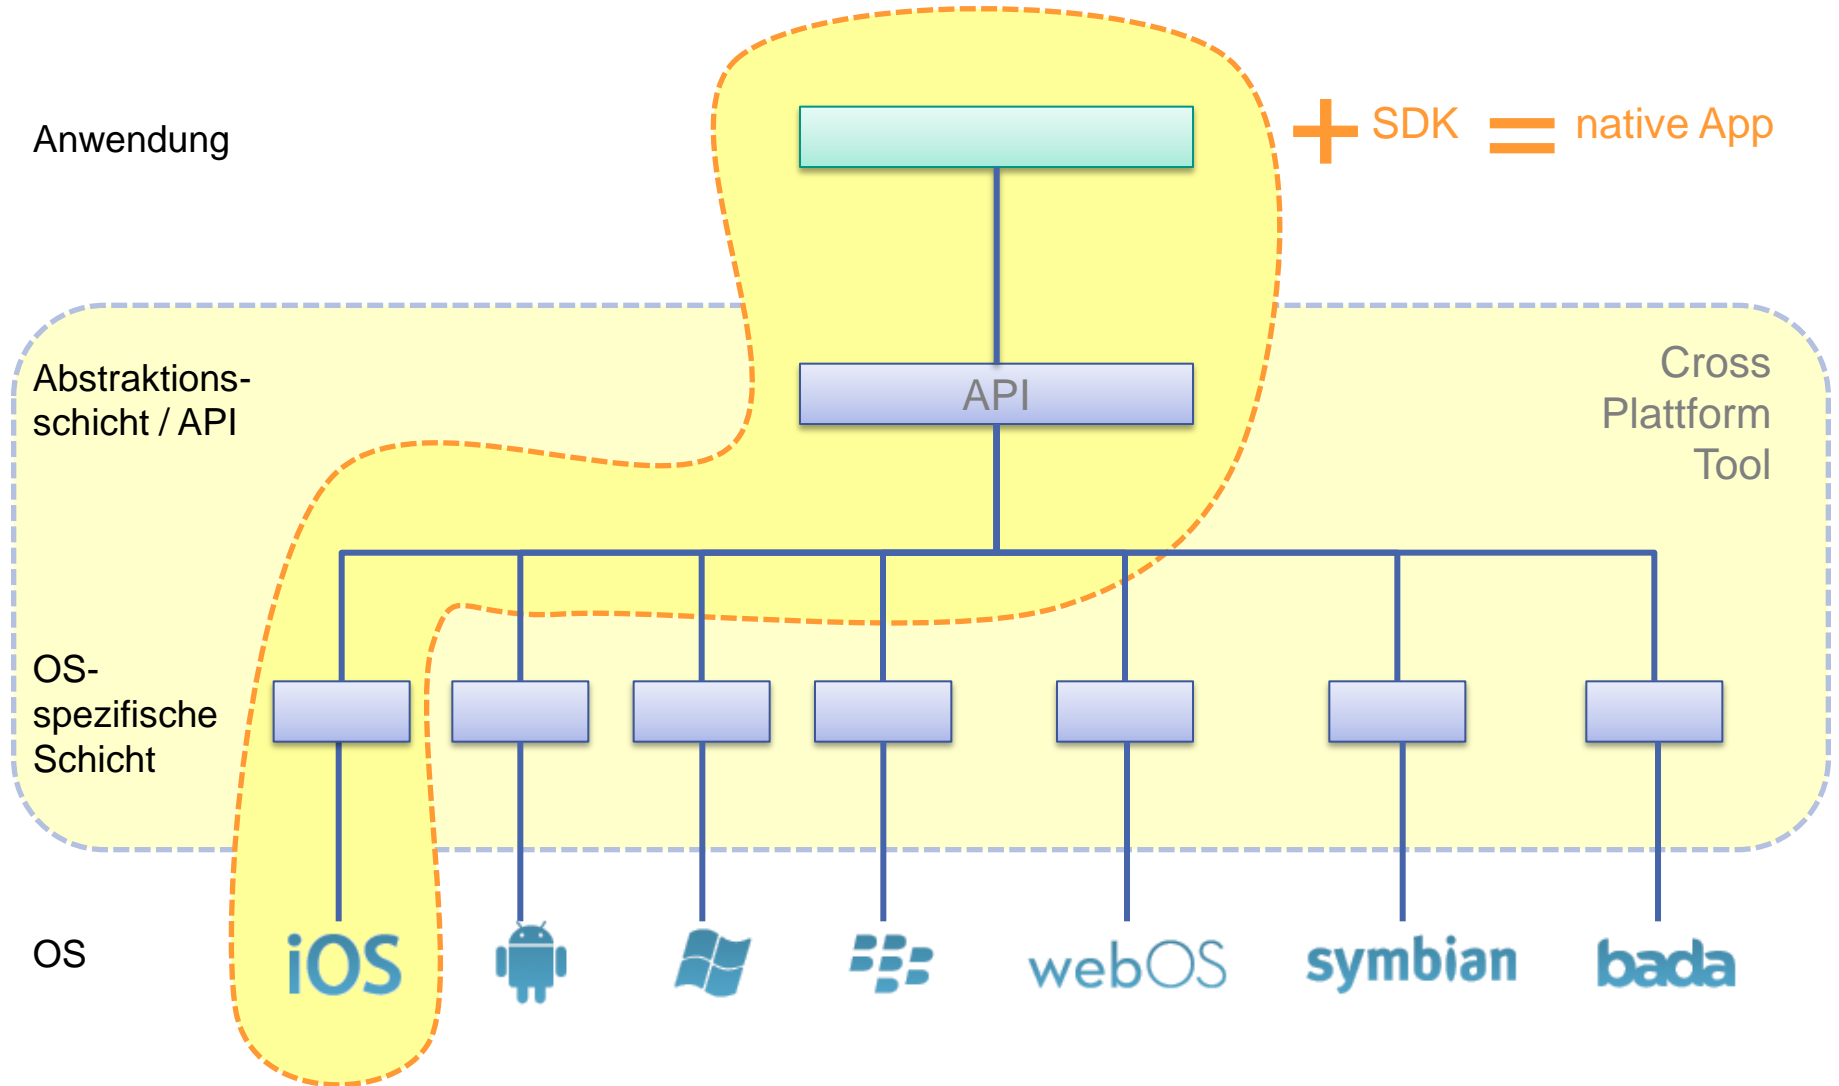 Anwendung
SDK
native App
Abstraktions-
schicht / API
API
Cross
Plattform
Tool
OS-
spezifische
Schicht
OS
iOS
webOS
symbian
bada